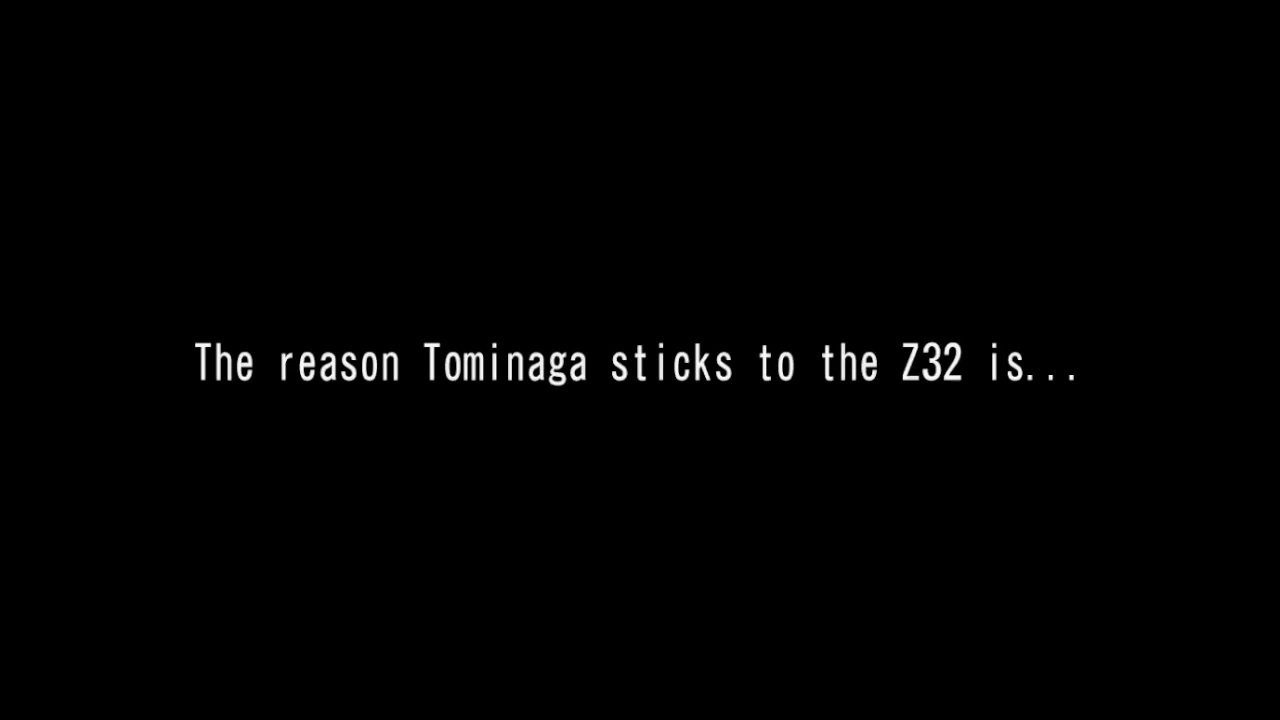 The reason Tominaga sticks to the Z32 is...